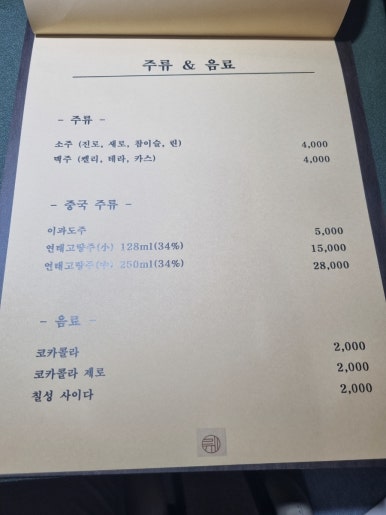 주류 & 음료
- 주류 -
소주 (진로, 새로, 참이슬, 린) 4,000
맥주 (켈리, 테라, 카스) 4,000
- 중국 주류 -
이과도주 5,000
연태고량주(小) 128ml(34%) 15,000
연태고량주(中) 250ml(34%) 28,000
- 음료 -
코카콜라 2,000
코카콜라 제로 2,000
칠성 사이다 2,000